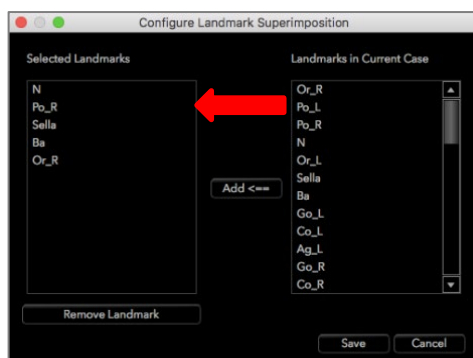 Configure Landmark Superimposition
Selected Landmarks
N
Po_R
Sella
Ba
Or_R
Add <==
Remove Landmark
Landmarks in Current Case
Or_R
Po_L
Po_R
N
Or_L
Sella
Ba
Go_L
Co_L
Ag_L
Go_R
Co_R
Save
Cancel